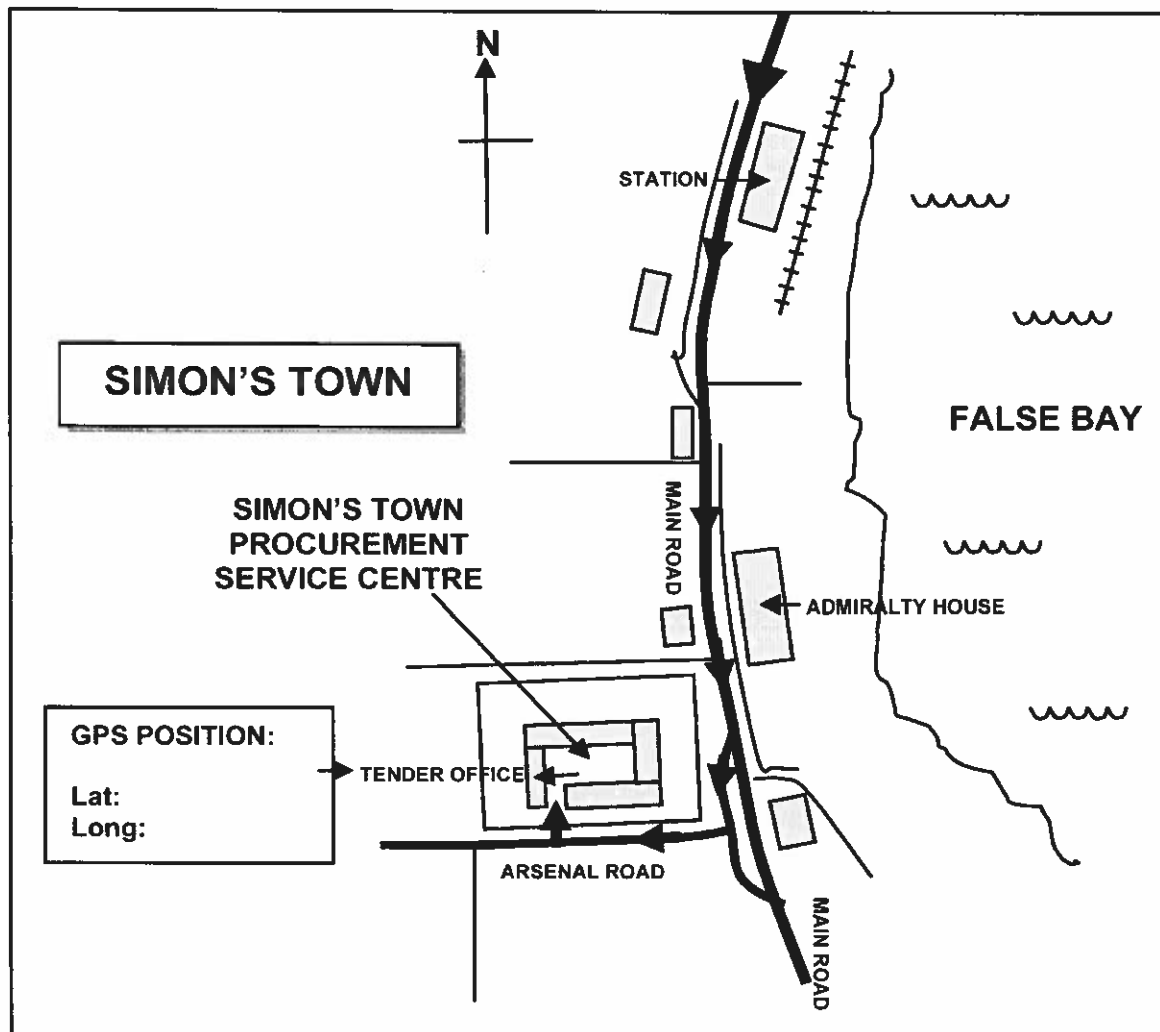 N
STATION
SIMON'S TOWN
FALSE BAY
SIMON'S TOWN
PROCUREMENT
SERVICE CENTRE
MAIN ROAD
ADMIRALTY HOUSE
GPS POSITION:
Lat:
Long:
TENDER OFFICE
ARSENAL ROAD
MAIN ROAD